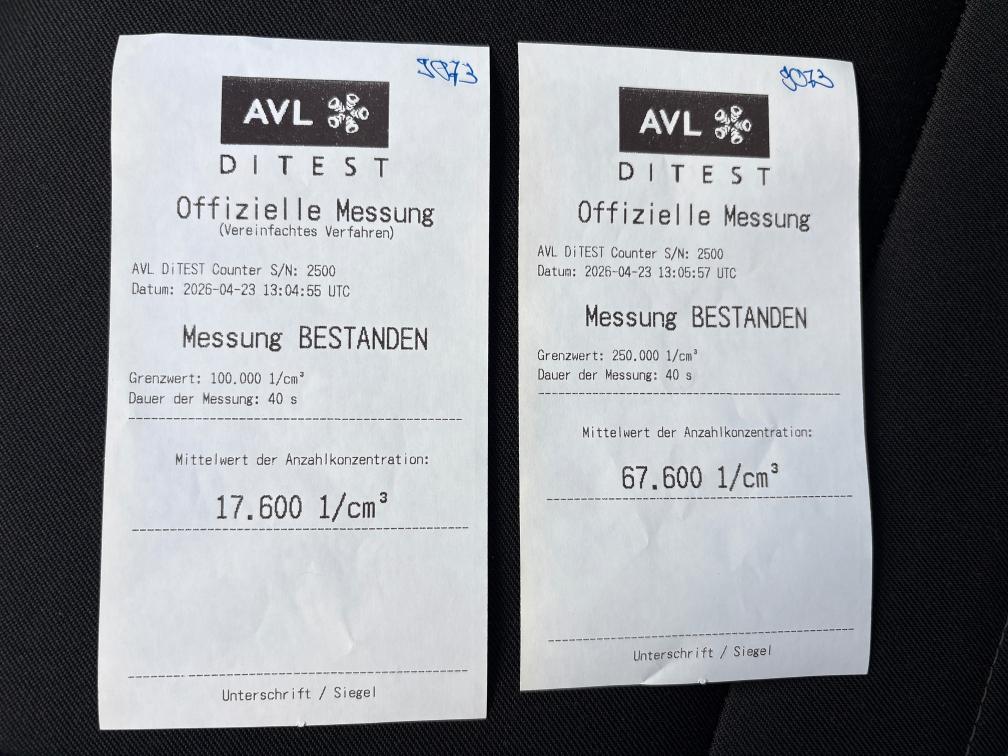 9073
AVL
DiTEST
Offizielle Messung
(Vereinfachtes Verfahren)
AVL DiTEST Counter S/N: 2500
Datum: 2026-04-23 13:04:55 UTC
Messung BESTANDEN
Grenzwert: 100.000 1/cm³
Dauer der Messung: 40 s
Mittelwert der Anzahlkonzentration:
17.600 1/cm³
Unterschrift / Siegel
9073
AVL
DiTEST
Offizielle Messung
AVL DiTEST Counter S/N: 2500
Datum: 2026-04-23 13:05:57 UTC
Messung BESTANDEN
Grenzwert: 250.000 1/cm³
Dauer der Messung: 40 s
Mittelwert der Anzahlkonzentration:
67.600 1/cm³
Unterschrift / Siegel